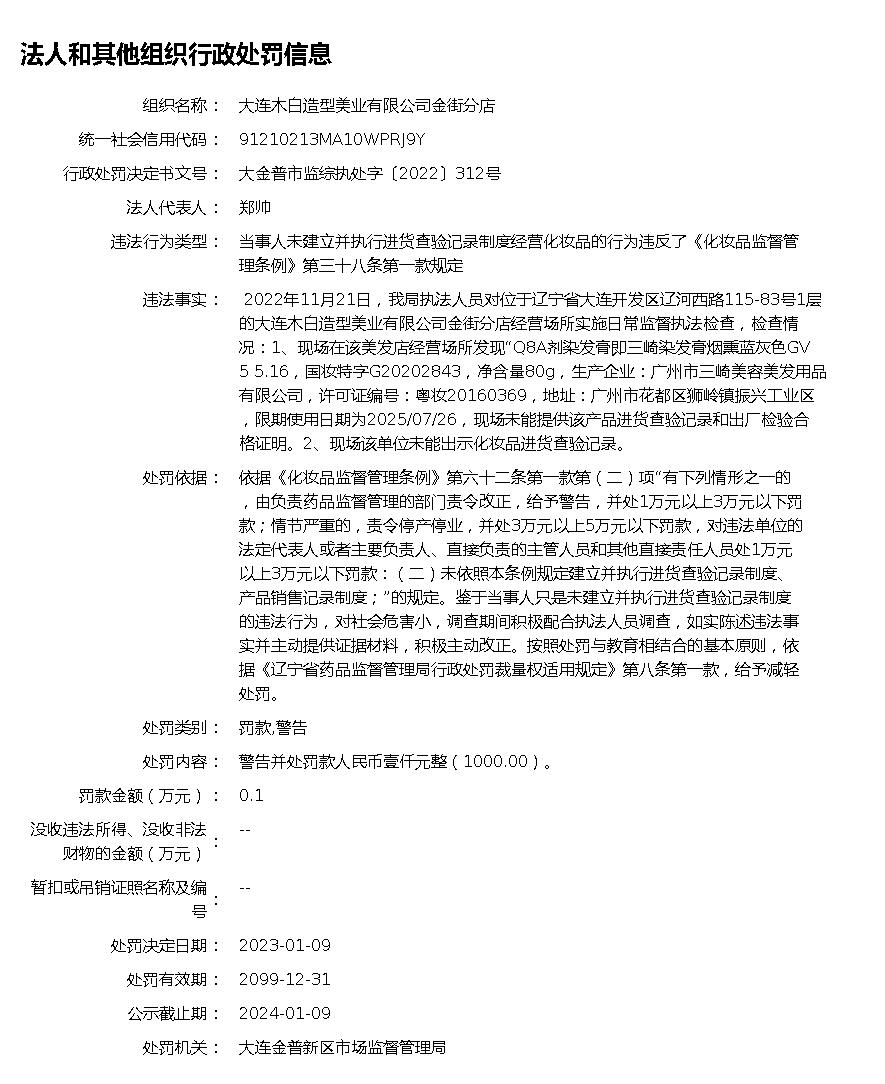 法人和其他组织行政处罚信息
组织名称： 大连木白造型美业有限公司金街分店
统一社会信用代码： 91210213MA10WPRJ9Y
行政处罚决定书文号： 大金普市监综执处字〔2022〕312号
法人代表人： 郑帅
违法行为类型： 当事人未建立并执行进货查验记录制度经营化妆品的行为违反了《化妆品监督管
理条例》第三十八条第一款规定
违法事实： 2022年11月21日，我局执法人员对位于辽宁省大连开发区辽河西路115-83号1层
的大连木白造型美业有限公司金街分店经营场所实施日常监督执法检查，检查情
况：1、现场在该美发店经营场所发现“Q8A剂染发膏即三崎染发膏烟熏蓝灰色GV
5 5.16，国妆特字G20202843，净含量80g，生产企业：广州市三崎美容美发用品
有限公司，许可证编号：粤妆20160369，地址：广州市花都区狮岭镇振兴工业区
，限期使用日期为2025/07/26，现场未能提供该产品进货查验记录和出厂检验合
格证明。2、现场该单位未能出示化妆品进货查验记录。
处罚依据： 依据《化妆品监督管理条例》第六十二条第一款第（二）项“有下列情形之一的
，由负责药品监督管理的部门责令改正，给予警告，并处1万元以上3万元以下罚
款；情节严重的，责令停产停业，并处3万元以上5万元以下罚款，对违法单位的
法定代表人或者主要负责人、直接负责的主管人员和其他直接责任人员处1万元
以上3万元以下罚款：（二）未依照本条例规定建立并执行进货查验记录制度、
产品销售记录制度；”的规定。鉴于当事人只是未建立并执行进货查验记录制度
的违法行为，对社会危害小，调查期间积极配合执法人员调查，如实陈述违法事
实并主动提供证据材料，积极主动改正。按照处罚与教育相结合的基本原则，依
据《辽宁省药品监督管理局行政处罚裁量权适用规定》第八条第一款，给予减轻
处罚。
处罚类别： 罚款,警告
处罚内容： 警告并处罚款人民币壹仟元整（1000.00）。
罚款金额（万元）： 0.1
没收违法所得、没收非法
财物的金额（万元）： --
暂扣或吊销证照名称及编
号： --
处罚决定日期： 2023-01-09
处罚有效期： 2099-12-31
公示截止期： 2024-01-09
处罚机关： 大连金普新区市场监督管理局